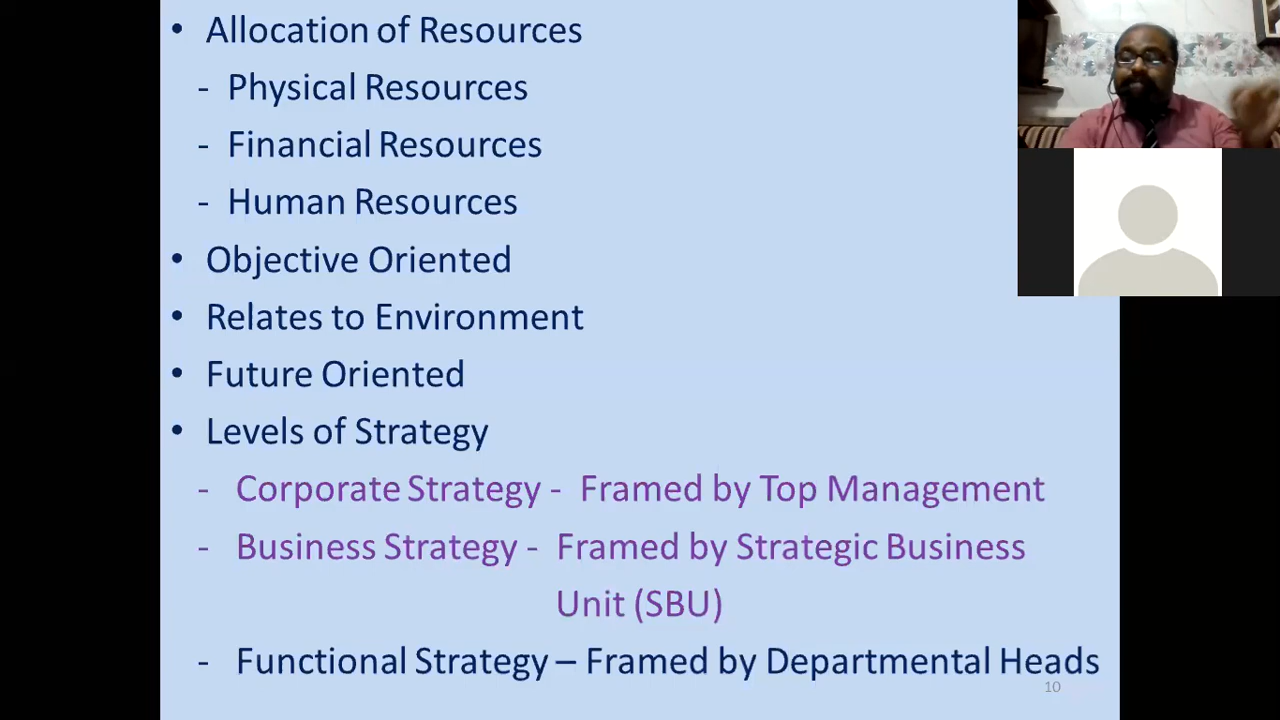 • Allocation of Resources
- Physical Resources
- Financial Resources
- Human Resources
• Objective Oriented
• Relates to Environment
• Future Oriented
• Levels of Strategy
- Corporate Strategy - Framed by Top Management
- Business Strategy - Framed by Strategic Business
Unit (SBU)
- Functional Strategy – Framed by Departmental Heads
10